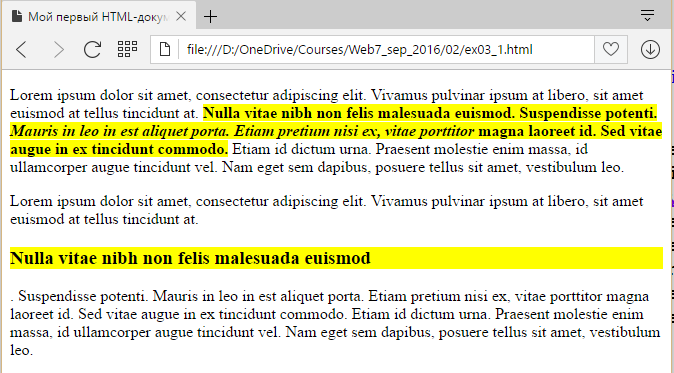 Мой первый HTML-докум
file:///D:/OneDrive/Courses/Web7_sep_2016/02/ex03_1.html
Lorem ipsum dolor sit amet, consectetur adipiscing elit. Vivamus pulvinar ipsum at libero, sit amet
euismod at tellus tincidunt at. Nulla vitae nibh non felis malesuada euismod. Suspendisse potenti.
Mauris in leo in est aliquet porta. Etiam pretium nisi ex, vitae porttitor magna laoreet id. Sed vitae
augue in ex tincidunt commodo. Etiam id dictum urna. Praesent molestie enim massa, id
ullamcorper augue tincidunt vel. Nam eget sem dapibus, posuere tellus sit amet, vestibulum leo.
Lorem ipsum dolor sit amet, consectetur adipiscing elit. Vivamus pulvinar ipsum at libero, sit amet
euismod at tellus tincidunt at.
Nulla vitae nibh non felis malesuada euismod
. Suspendisse potenti. Mauris in leo in est aliquet porta. Etiam pretium nisi ex, vitae porttitor magna
laoreet id. Sed vitae augue in ex tincidunt commodo. Etiam id dictum urna. Praesent molestie enim
massa, id ullamcorper augue tincidunt vel. Nam eget sem dapibus, posuere tellus sit amet, vestibulum
leo.